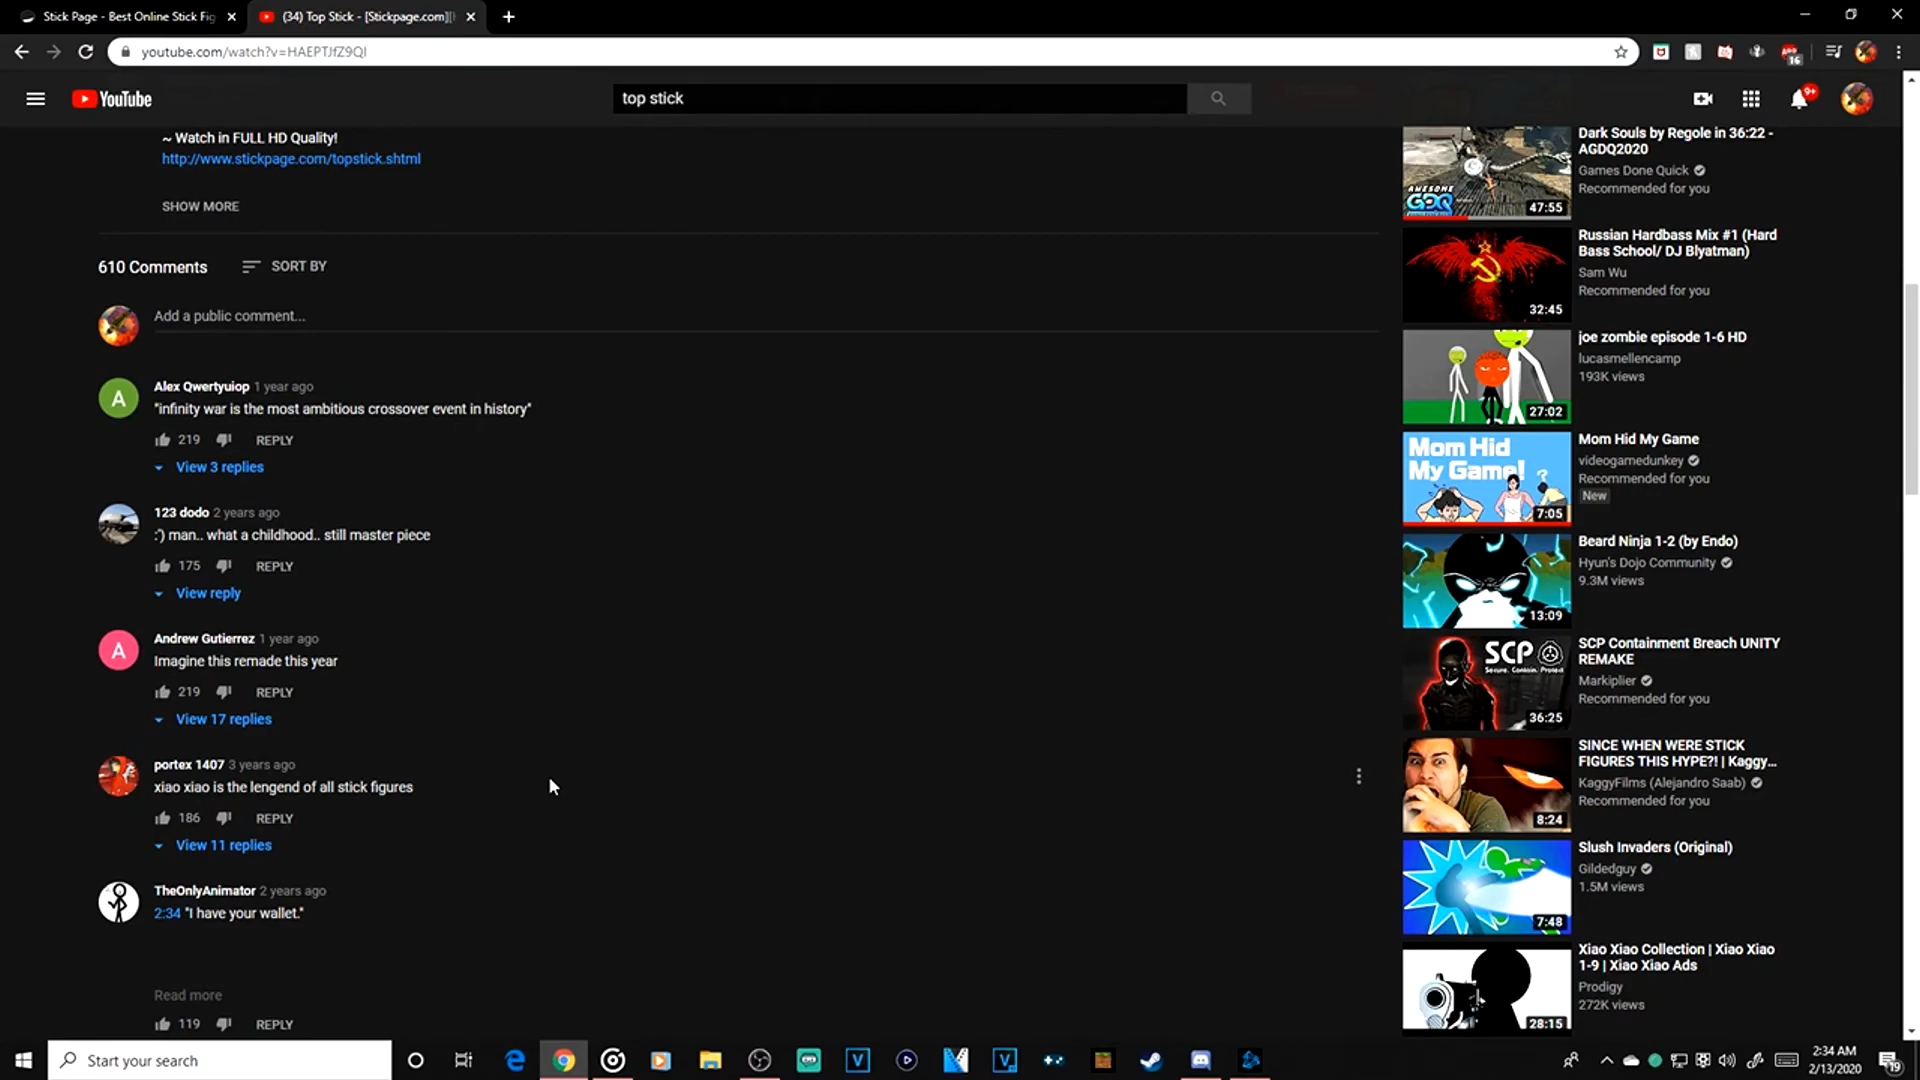 Stick Page - Best Online Stick Fig
(34) Top Stick - [Stickpage.com][
youtube.com/watch?v=HAEPTJfZ9QI
16
YouTube
top stick
9+
~ Watch in FULL HD Quality!
http://www.stickpage.com/topstick.shtml
SHOW MORE
610 Comments
SORT BY
Add a public comment...
Alex Qwertyuiop 1 year ago
"infinity war is the most ambitious crossover event in history"
219 REPLY
View 3 replies
123 dodo 2 years ago
:') man.. what a childhood.. still master piece
175 REPLY
View reply
Andrew Gutierrez 1 year ago
Imagine this remade this year
219 REPLY
View 17 replies
portex 1407 3 years ago
xiao xiao is the lengend of all stick figures
186 REPLY
View 11 replies
TheOnlyAnimator 2 years ago
2:34 "I have your wallet."
Read more
119 REPLY
Dark Souls by Regole in 36:22 -
AGDQ2020
Games Done Quick
Recommended for you
AWESOME
GDQ
47:55
Russian Hardbass Mix #1 (Hard
Bass School/ DJ Blyatman)
Sam Wu
Recommended for you
32:45
joe zombie episode 1-6 HD
lucasmellencamp
193K views
27:02
Mom Hid My Game
videogamedunkey
Recommended for you
New
Mom Hid
My Game!
7:05
Beard Ninja 1-2 (by Endo)
Hyun's Dojo Community
9.3M views
13:09
SCP Containment Breach UNITY
REMAKE
Markiplier
Recommended for you
SCP
Secure. Contain. Protect
36:25
SINCE WHEN WERE STICK
FIGURES THIS HYPE?! | Kaggy...
KaggyFilms (Alejandro Saab)
Recommended for you
8:24
Slush Invaders (Original)
Gildedguy
1.5M views
7:48
Xiao Xiao Collection | Xiao Xiao
1-9 | Xiao Xiao Ads
Prodigy
272K views
28:15
Start your search
2:34 AM
2/13/2020
19